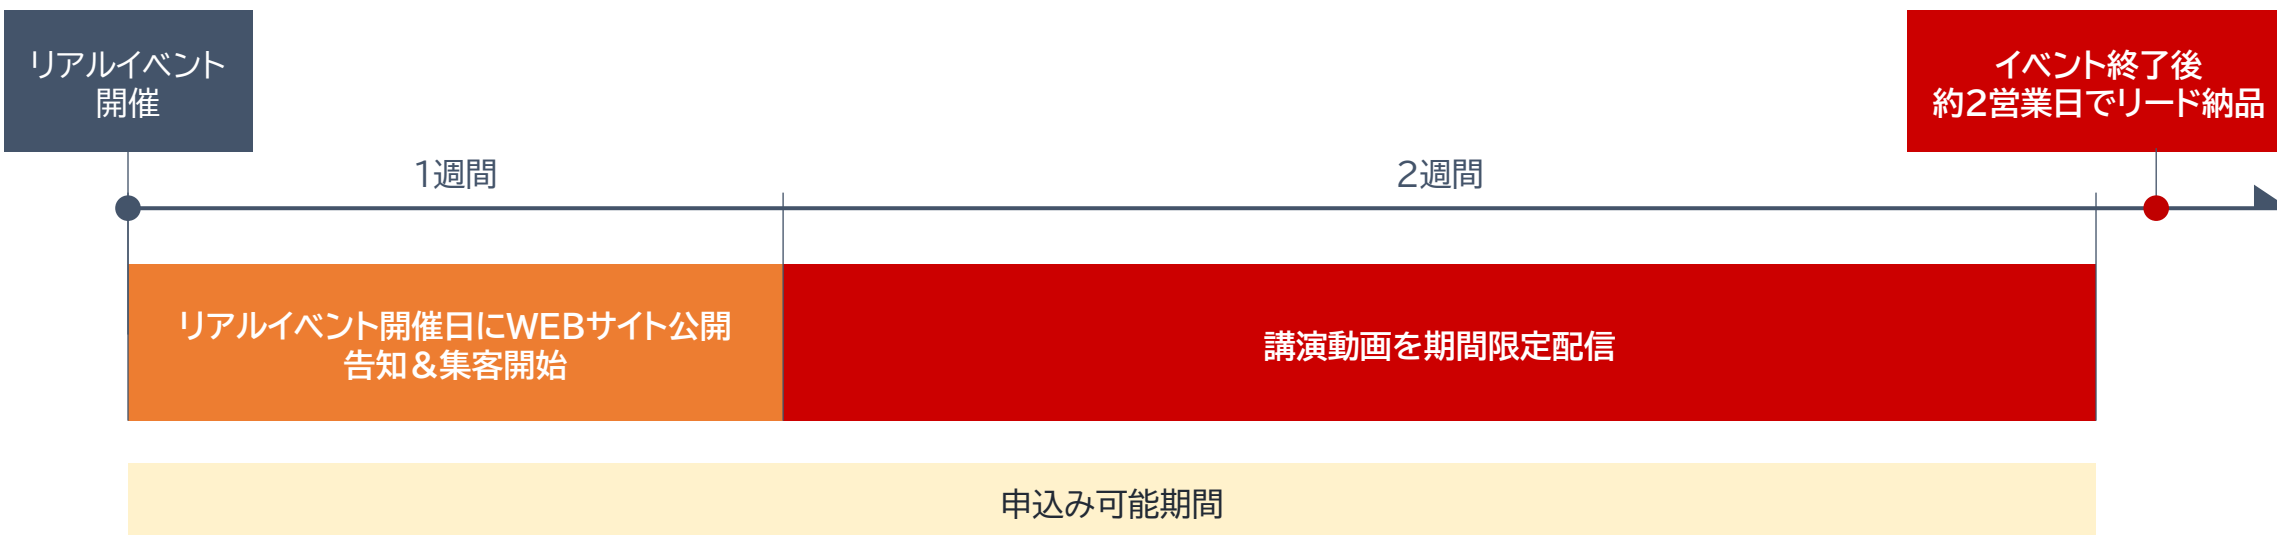 リアルイベント
開催
イベント終了後
約2営業日でリード納品
1週間
2週間
リアルイベント開催日にWEBサイト公開
告知&集客開始
講演動画を期間限定配信
申込み可能期間